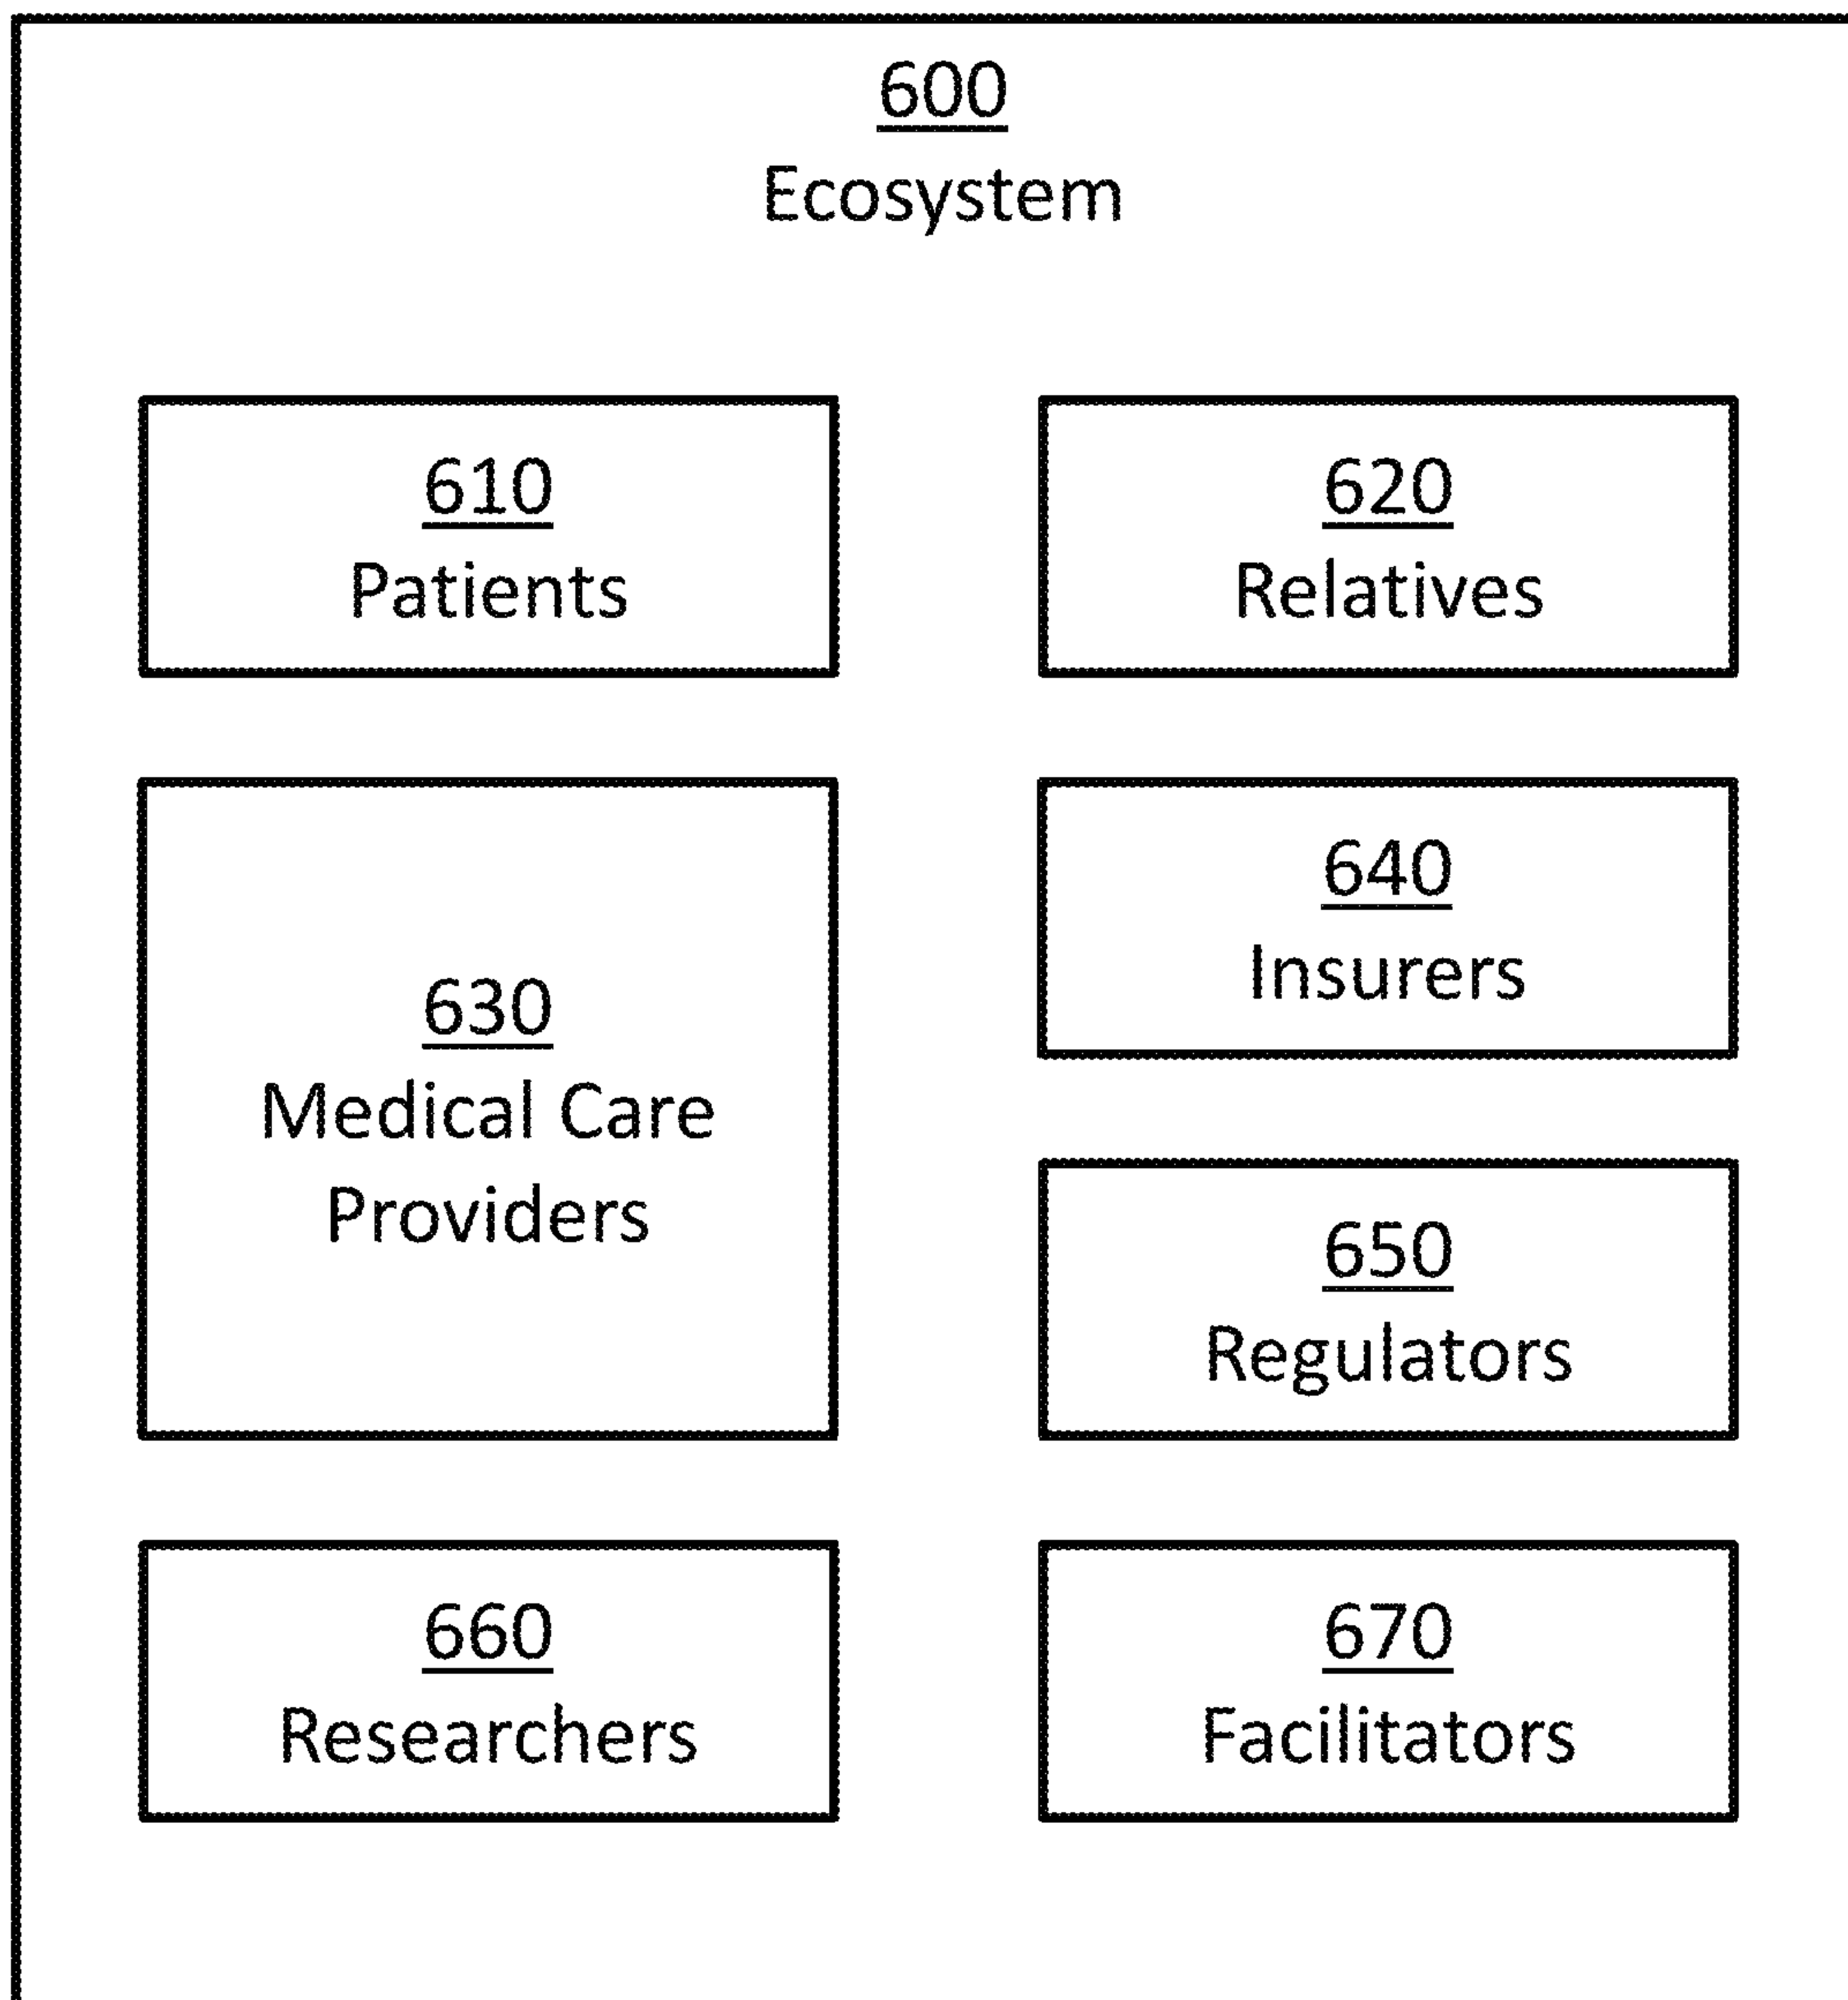 600
Ecosystem
610
Patients
620
Relatives
630
Medical Care
Providers
640
Insurers
650
Regulators
660
Researchers
670
Facilitators